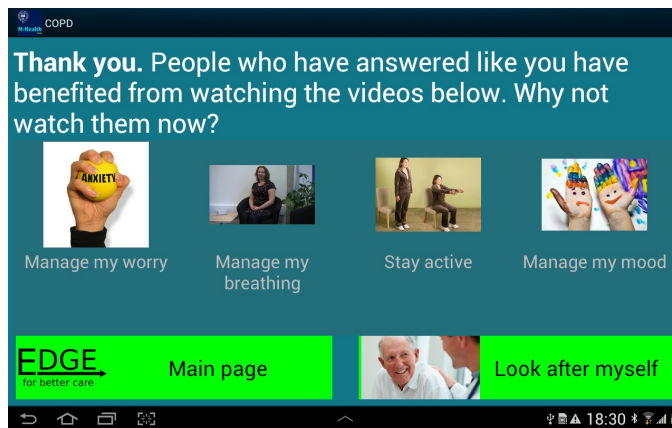 M-Health
COPD
Thank you. People who have answered like you have
benefited from watching the videos below. Why not
watch them now?
ANXIETY
Manage my worry
Manage my
breathing
Stay active
Manage my mood
EDGE
for better care
Main page
Look after myself
18:30